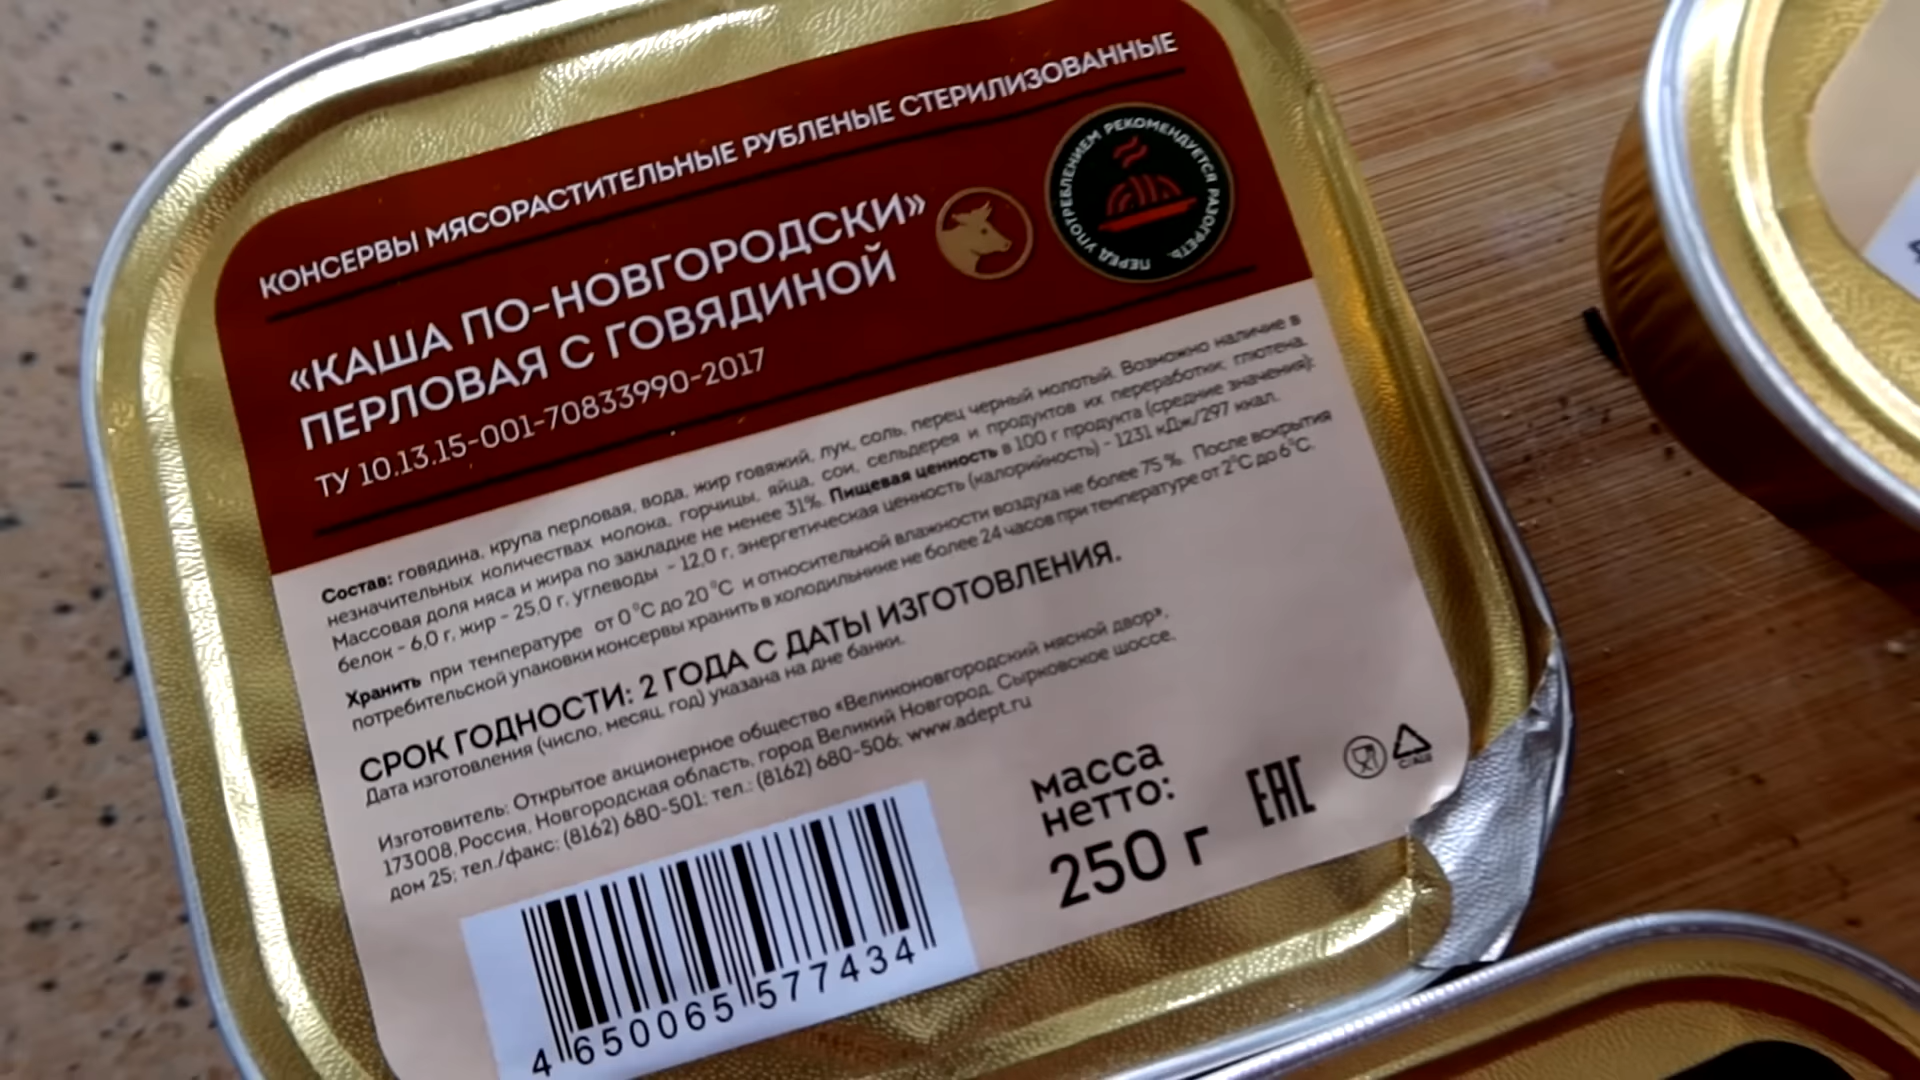 КОНСЕРВЫ МЯСОРАСТИТЕЛЬНЫЕ РУБЛЕНЫЕ СТЕРИЛИЗОВАННЫЕ
«КАША ПО-НОВГОРОДСКИ»
ПЕРЛОВАЯ С ГОВЯДИНОЙ
ТУ 10.13.15-001-70833990-2017
ПЕРЕД УПОТРЕБЛЕНИЕМ РЕКОМЕНДУЕТСЯ РАЗОГРЕТЬ
Состав: говядина, крупа перловая, вода, жир говяжий, лук, соль, перец черный молотый. Возможно наличие в
незначительных количествах молока, горчицы, яйца, сои, сельдерея и продуктов их переработки; глютена.
Массовая доля мяса и жира по закладке не менее 31%. Пищевая ценность в 100 г продукта (средние значения):
белок - 6,0 г, жир - 25,0 г, углеводы - 12,0 г, энергетическая ценность (калорийность) - 1231 кДж/297 ккал.
Хранить при температуре от 0°С до 20°С и относительной влажности воздуха не более 75 %. После вскрытия
потребительской упаковки консервы хранить в холодильнике не более 24 часов при температуре от 2°С до 6°С.
СРОК ГОДНОСТИ: 2 ГОДА С ДАТЫ ИЗГОТОВЛЕНИЯ.
Дата изготовления (число, месяц, год) указана на дне банки.
Изготовитель: Открытое акционерное общество «Великоновгородский мясной двор»,
173008, Россия, Новгородская область, город Великий Новгород, Сырковское шоссе,
дом 25; тел./факс: (8162) 680-501; тел.: (8162) 680-506; www.adept.ru
масса
нетто:
250 г
EAC
C/ALU
4 650065 577434